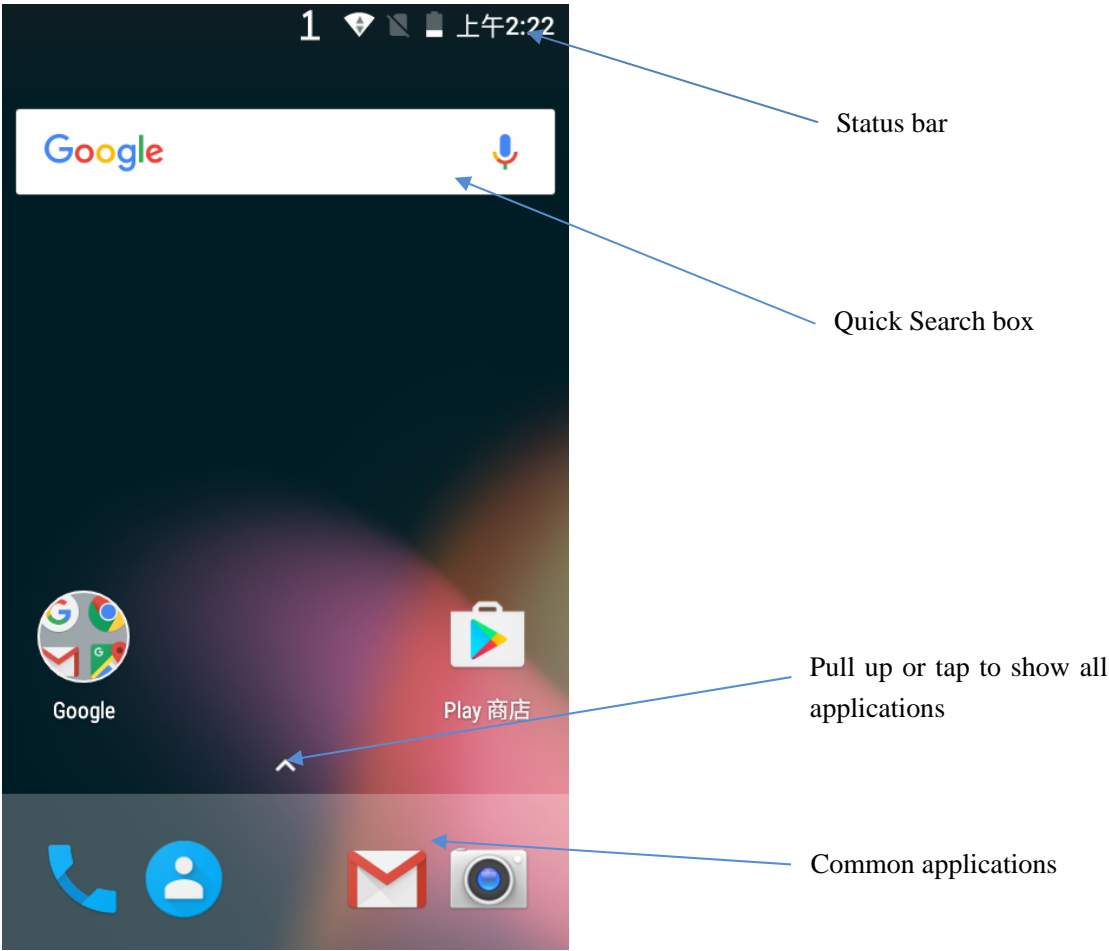 1 上午2:22
Status bar
Google
Quick Search box
Pull up or tap to show all
applications
Google
Play 商店
Common applications